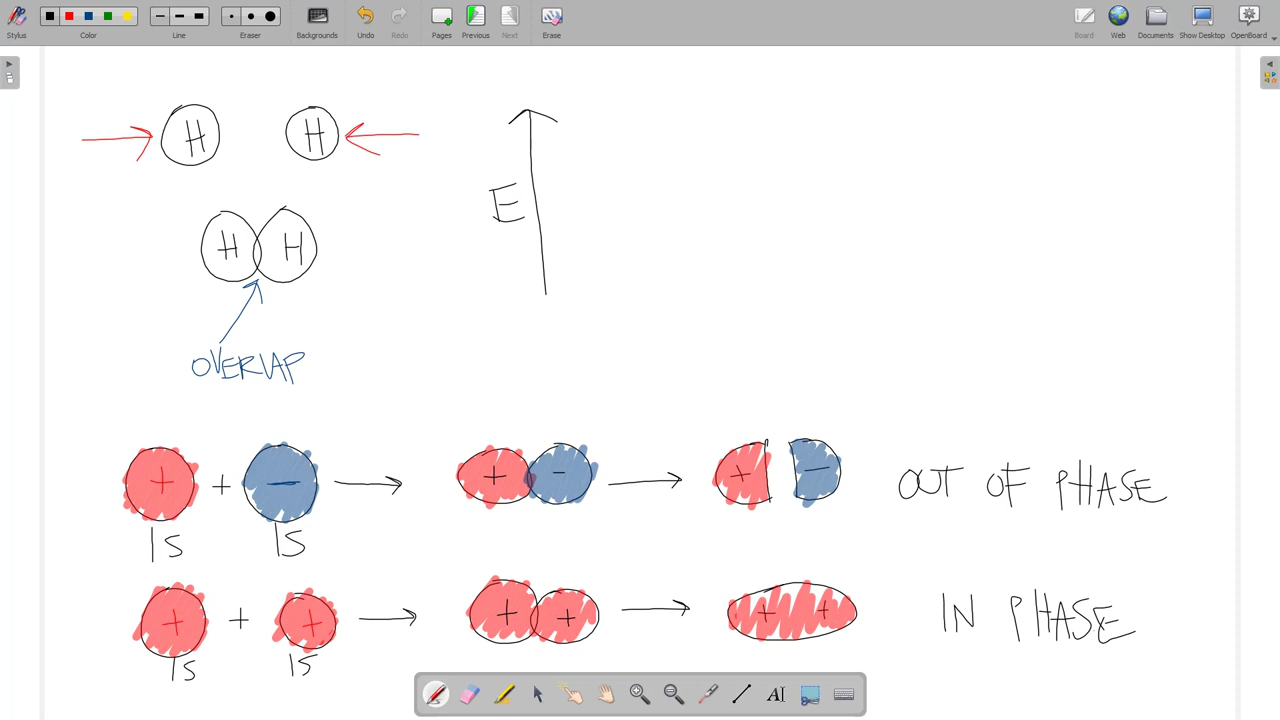 Stylus Color Line Eraser Backgrounds Undo Redo Pages Previous Next Erase Board Web Documents Show Desktop OpenBoard
H H
E
H H
OVERLAP
+ + - → + - → + - OUT OF PHASE
1S 1S
+ + + → + + → + + IN PHASE
1S 1S
AI